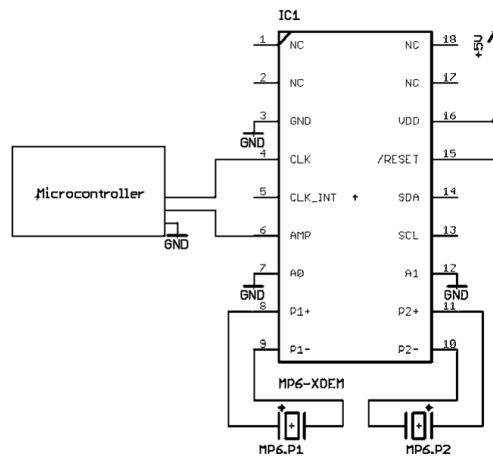 IC1
1 NC NC 18
2 NC NC 17
+5V
3 GND VDD 16
GND
4 CLK /RESET 15
Microcontroller
5 CLK_INT SDA 14
6 AMP SCL 13
GND
7 A0 A1 12
GND GND
8 P1+ P2+ 11
9 P1- P2- 10
MP6-XOEM
+ +
+ +
MP6.P1 MP6.P2